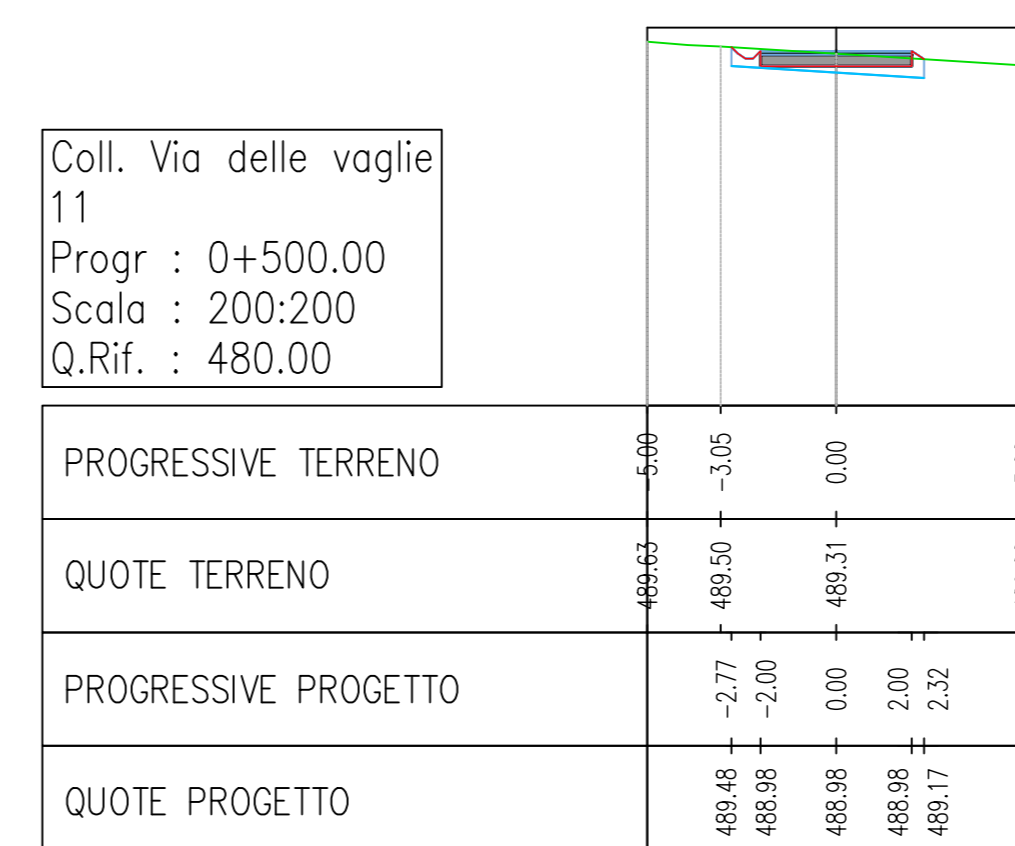 Coll. Via delle vaglie
11
Progr : 0+500.00
Scala : 200:200
Q.Rif. : 480.00
PROGRESSIVE TERRENO -5.00 -3.05 0.00
QUOTE TERRENO 489.63 489.50 489.31
PROGRESSIVE PROGETTO -2.77 -2.00 0.00 2.00 2.32
QUOTE PROGETTO 489.48 488.98 488.98 488.98 489.17